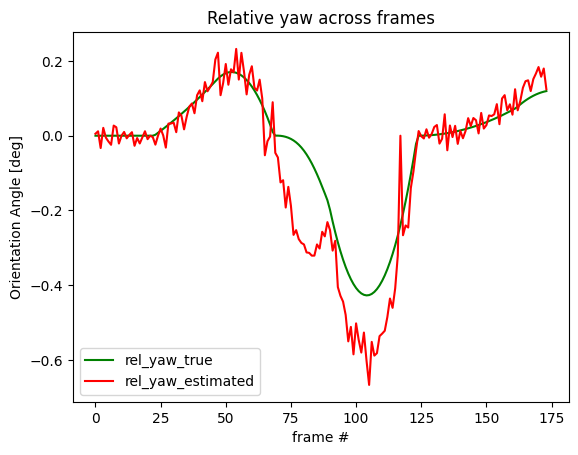 Relative yaw across frames
Orientation Angle [deg]
0.2
0.0
−0.2
−0.4
−0.6
rel_yaw_true
rel_yaw_estimated
0 25 50 75 100 125 150 175
frame #